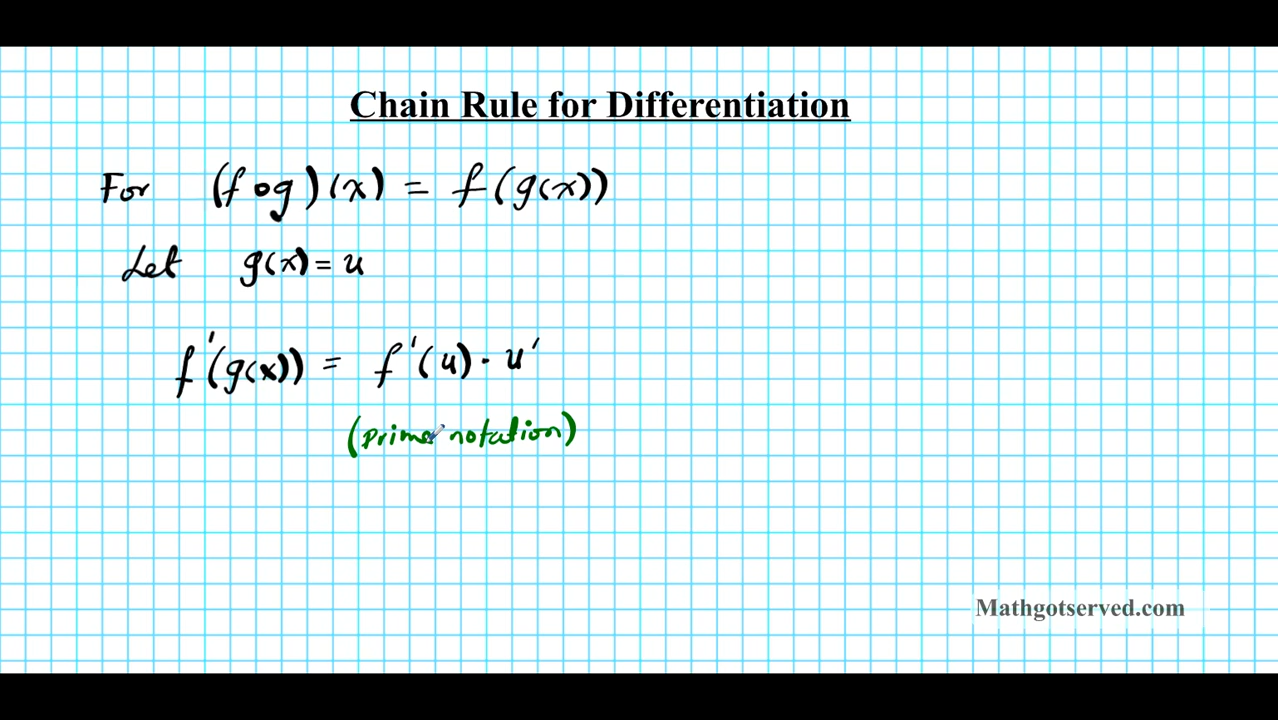 Chain Rule for Differentiation
For (f o g)(x) = f(g(x))
Let g(x) = u
f'(g(x)) = f'(u) · u'
(prime notation)
Mathgotserved.com